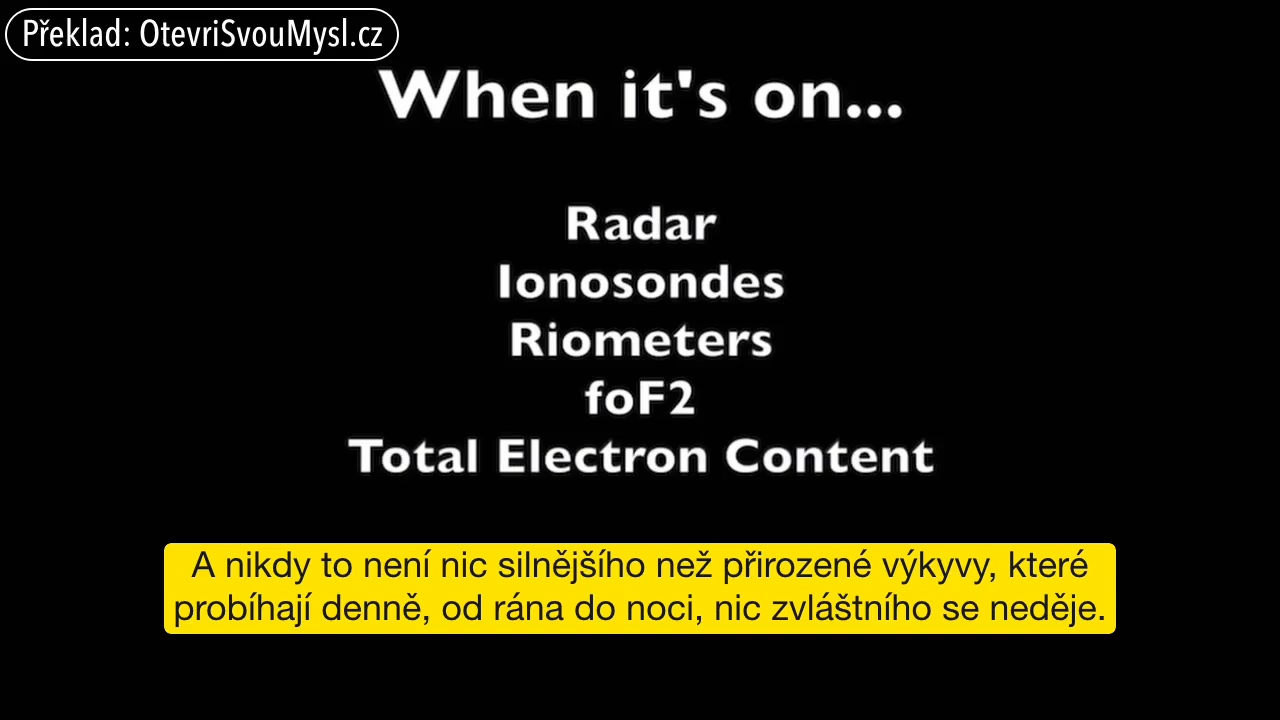 Překlad: OtevriSvouMysl.cz
When it's on...
Radar
Ionosondes
Riometers
foF2
Total Electron Content
A nikdy to není nic silnějšího než přirozené výkyvy, které
probíhají denně, od rána do noci, nic zvláštního se neděje.